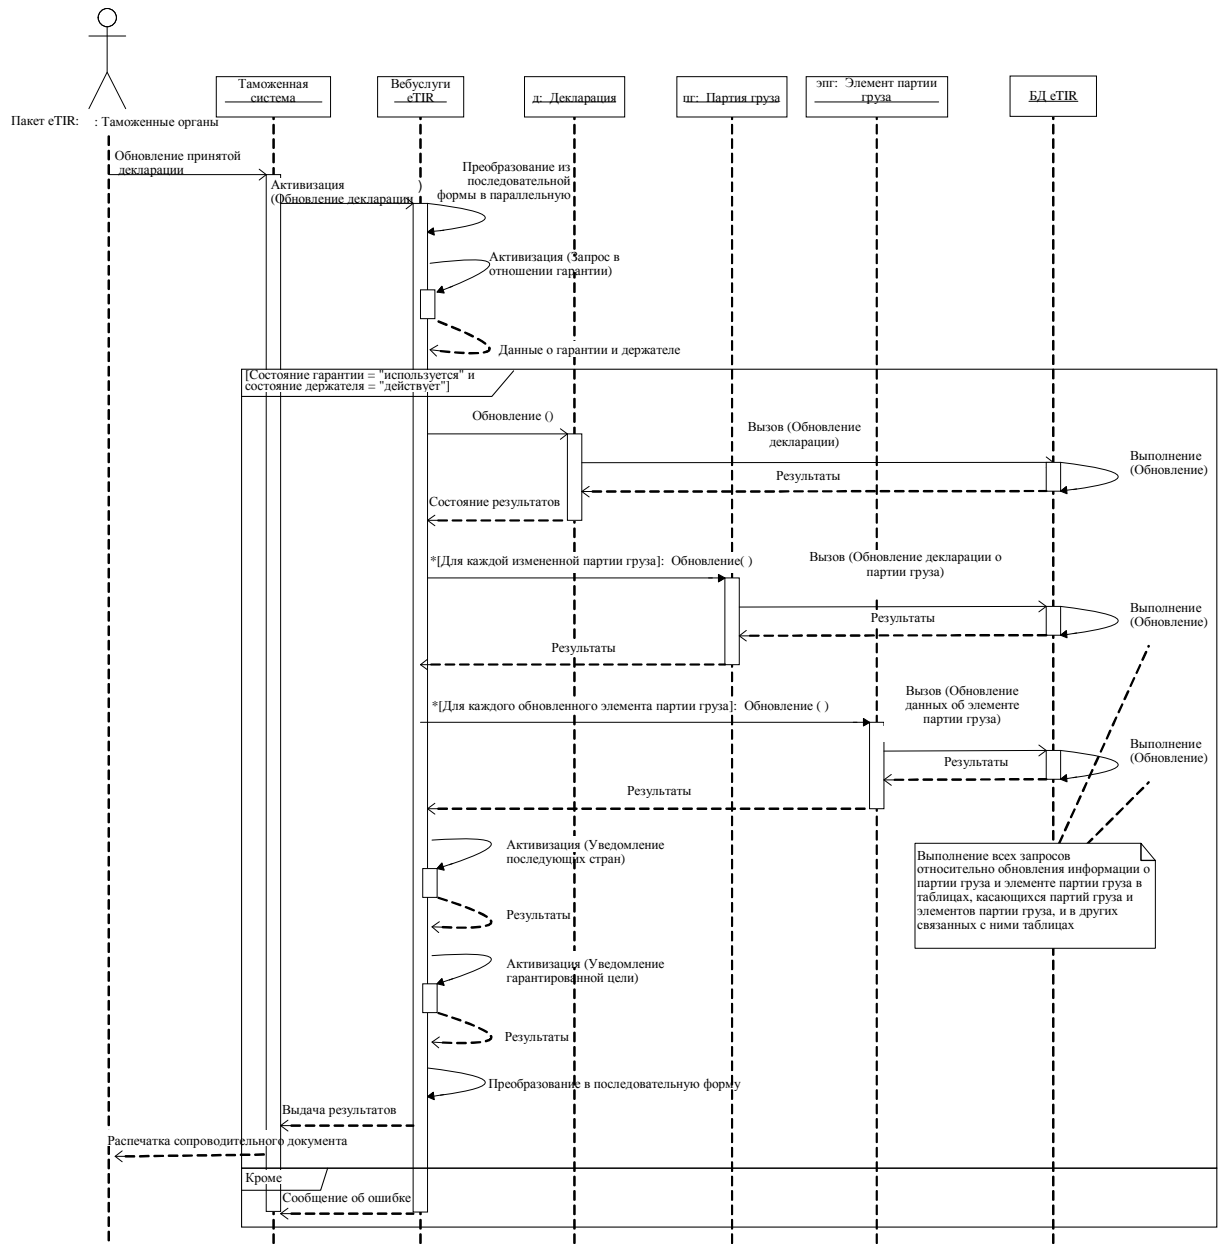 Таможенная
система
Вебуслуги
eTIR
д: Декларация
пг: Партия груза
эпг: Элемент партии
груза
БД eTIR
Пакет eTIR: : Таможенные органы
Обновление принятой
декларации
Активизация )
(Обновление декларации
Преобразование из
последовательной
формы в параллельную
Активизация (Запрос в
отношении гарантии)
Данные о гарантии и держателе
[Состояние гарантии = "используется" и
состояние держателя = "действует"]
Обновление ()
Вызов (Обновление
декларации)
Выполнение
(Обновление)
Результаты
Состояние результатов
*[Для каждой измененной партии груза]: Обновление( )
Вызов (Обновление декларации о
партии груза)
Выполнение
(Обновление)
Результаты
Результаты
*[Для каждого обновленного элемента партии груза]: Обновление ( )
Вызов (Обновление
данных об элементе
партии груза)
Выполнение
(Обновление)
Результаты
Результаты
Активизация (Уведомление
последующих стран)
Выполнение всех запросов
относительно обновления информации о
партии груза и элементе партии груза в
таблицах, касающихся партий груза и
элементов партии груза, и в других
связанных с ними таблицах
Результаты
Активизация (Уведомление
гарантированной цели)
Результаты
Преобразование в последовательную форму
Выдача результатов
Распечатка сопроводительного документа
Кроме
Сообщение об ошибке